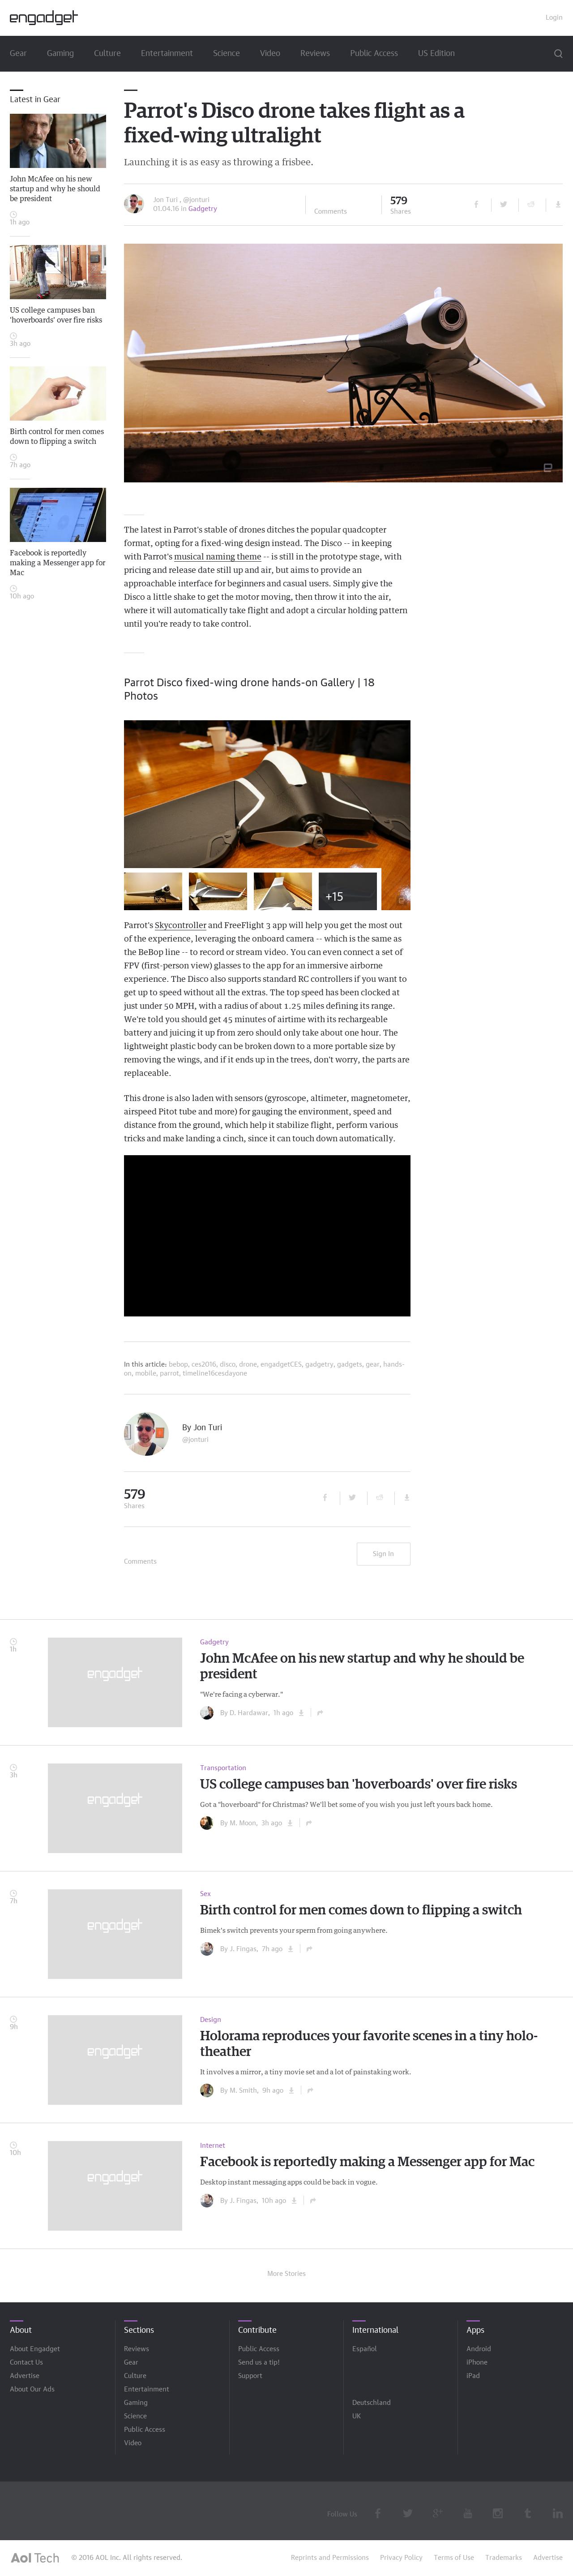 engadget
Login
Gear Gaming Culture Entertainment Science Video Reviews Public Access US Edition
Latest in Gear
John McAfee on his new
startup and why he should
be president
1h ago
US college campuses ban
'hoverboards' over fire risks
3h ago
Birth control for men comes
down to flipping a switch
7h ago
Facebook is reportedly
making a Messenger app for
Mac
10h ago
Parrot's Disco drone takes flight as a
fixed-wing ultralight
Launching it is as easy as throwing a frisbee.
Jon Turi , @jonturi
01.04.16 in Gadgetry
Comments
579
Shares
The latest in Parrot's stable of drones ditches the popular quadcopter
format, opting for a fixed-wing design instead. The Disco -- in keeping
with Parrot's musical naming theme -- is still in the prototype stage, with
pricing and release date still up and air, but aims to provide an
approachable interface for beginners and casual users. Simply give the
Disco a little shake to get the motor moving, then throw it into the air,
where it will automatically take flight and adopt a circular holding pattern
until you're ready to take control.
Parrot Disco fixed-wing drone hands-on Gallery | 18
Photos
+15
Parrot's Skycontroller and FreeFlight 3 app will help you get the most out
of the experience, leveraging the onboard camera -- which is the same as
the BeBop line -- to record or stream video. You can even connect a set of
FPV (first-person view) glasses to the app for an immersive airborne
experience. The Disco also supports standard RC controllers if you want to
get up to speed without all the extras. The top speed has been clocked at
just under 50 MPH, with a radius of about 1.25 miles defining its range.
We're told you should get 45 minutes of airtime with its rechargeable
battery and juicing it up from zero should only take about one hour. The
lightweight plastic body can be broken down to a more portable size by
removing the wings, and if it ends up in the trees, don't worry, the parts are
replaceable.
This drone is also laden with sensors (gyroscope, altimeter, magnetometer,
airspeed Pitot tube and more) for gauging the environment, speed and
distance from the ground, which help it stabilize flight, perform various
tricks and make landing a cinch, since it can touch down automatically.
In this article: bebop, ces2016, disco, drone, engadgetCES, gadgetry, gadgets, gear, hands-
on, mobile, parrot, timeline16cesdayone
By Jon Turi
@jonturi
579
Shares
Comments
Sign In
1h
engadget
Gadgetry
John McAfee on his new startup and why he should be
president
"We're facing a cyberwar."
By D. Hardawar, 1h ago
3h
engadget
Transportation
US college campuses ban 'hoverboards' over fire risks
Got a "hoverboard" for Christmas? We'll bet some of you wish you just left yours back home.
By M. Moon, 3h ago
7h
engadget
Sex
Birth control for men comes down to flipping a switch
Bimek's switch prevents your sperm from going anywhere.
By J. Fingas, 7h ago
9h
engadget
Design
Holorama reproduces your favorite scenes in a tiny holo-
theather
It involves a mirror, a tiny movie set and a lot of painstaking work.
By M. Smith, 9h ago
10h
engadget
Internet
Facebook is reportedly making a Messenger app for Mac
Desktop instant messaging apps could be back in vogue.
By J. Fingas, 10h ago
More Stories
About
About Engadget
Contact Us
Advertise
About Our Ads
Sections
Reviews
Gear
Culture
Entertainment
Gaming
Science
Public Access
Video
Contribute
Public Access
Send us a tip!
Support
International
Español
Deutschland
UK
Apps
Android
iPhone
iPad
Follow Us
Aol Tech © 2016 AOL Inc. All rights reserved. Reprints and Permissions Privacy Policy Terms of Use Trademarks Advertise